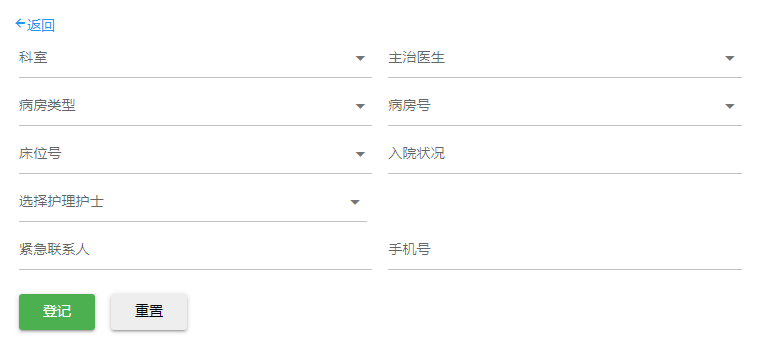 返回
科室 主治医生
病房类型 病房号
床位号 入院状况
选择护理护士
紧急联系人 手机号
登记 重置